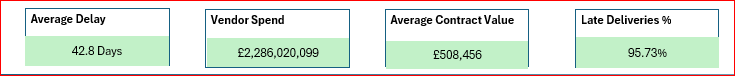 Average Delay
42.8 Days
Vendor Spend
£2,286,020,099
Average Contract Value
£508,456
Late Deliveries %
95.73%